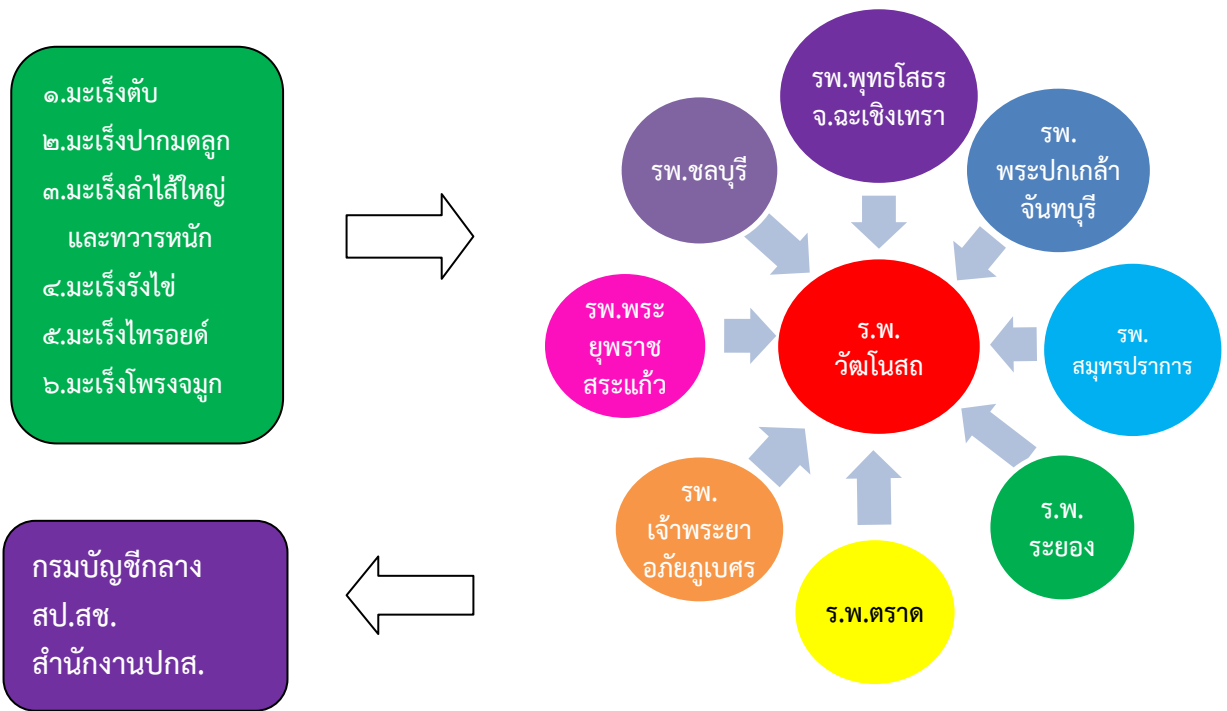 ๑.มะเร็งตับ
๒.มะเร็งปากมดลูก
๓.มะเร็งลำไส้ใหญ่
และทวารหนัก
๔.มะเร็งรังไข่
๕.มะเร็งไทรอยด์
๖.มะเร็งโพรงจมูก
รพ.พุทธโสธร
จ.ฉะเชิงเทรา
รพ.
พระปกเกล้า
จันทบุรี
รพ.
สมุทรปราการ
ร.พ.
ระยอง
ร.พ.ตราด
รพ.
เจ้าพระยา
อภัยภูเบศร
รพ.พระ
ยุพราช
สระแก้ว
รพ.ชลบุรี
ร.พ.
วัฒโนสถ
กรมบัญชีกลาง
สป.สช.
สำนักงานปกส.